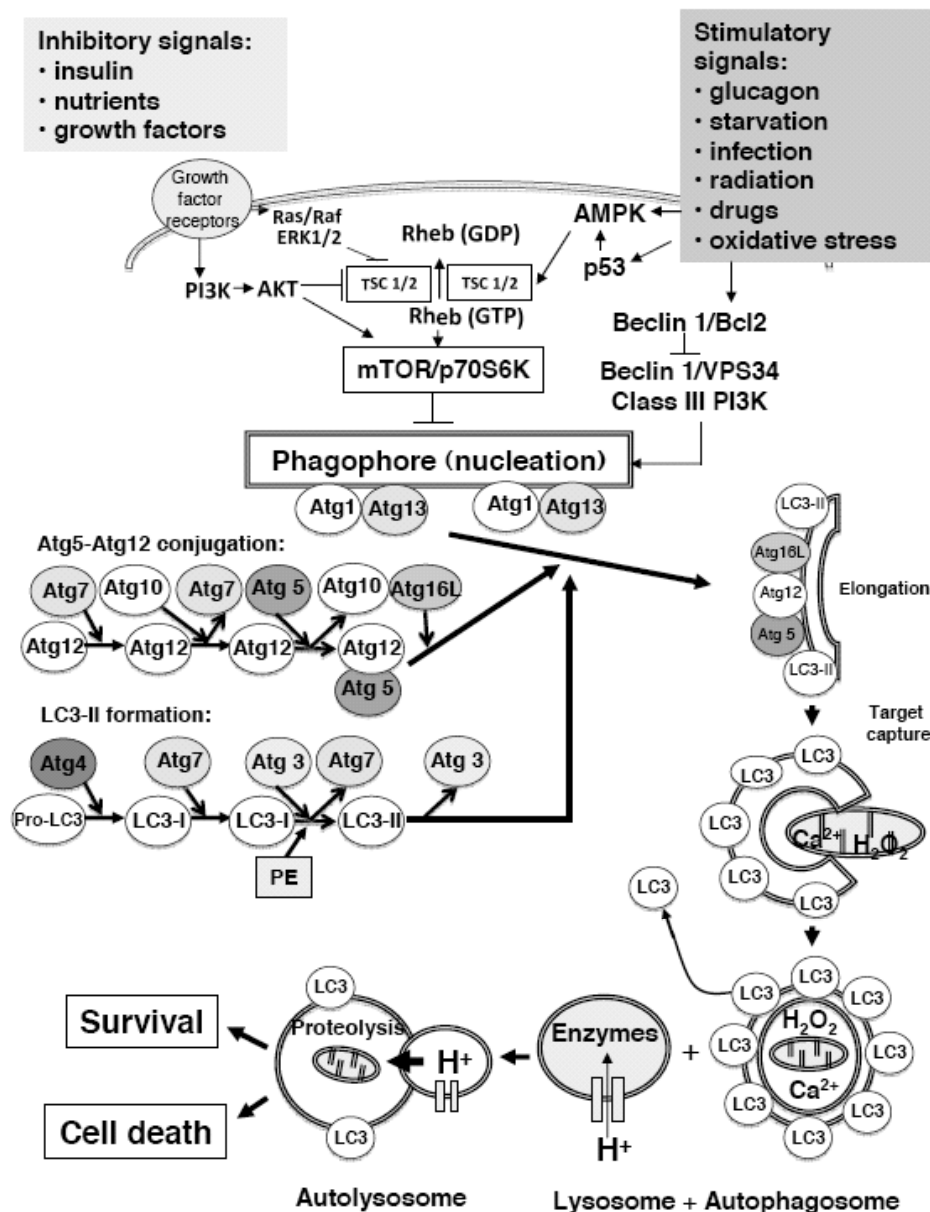 Inhibitory signals:
• insulin
• nutrients
• growth factors
Stimulatory
signals:
• glucagon
• starvation
• infection
• radiation
• drugs
• oxidative stress
Growth
factor
receptors
Ras/Raf
ERK1/2
PI3K
AKT
TSC 1/2
Rheb (GDP)
TSC 1/2
Rheb (GTP)
AMPK
p53
mTOR/p70S6K
Beclin 1/Bcl2
Beclin 1/VPS34
Class III PI3K
Phagophore (nucleation)
Atg1
Atg13
Atg1
Atg13
Atg5-Atg12 conjugation:
Atg7
Atg10
Atg7
Atg 5
Atg10
Atg16L
Atg12
Atg12
Atg12
Atg12
Atg 5
LC3-II
Atg16L
Atg12
Atg 5
LC3-II
Elongation
LC3-II formation:
Atg4
Atg7
Atg 3
Atg7
Atg 3
Pro-LC3
LC3-I
LC3-I
LC3-II
PE
Target
capture
LC3
LC3
LC3
LC3
LC3
Ca2+
H2O2
LC3
LC3
LC3
LC3
LC3
LC3
LC3
LC3
LC3
LC3
H2O2
Ca2+
+
Enzymes
H+
LC3
Proteolysis
H+
LC3
Survival
Cell death
Autolysosome
Lysosome + Autophagosome